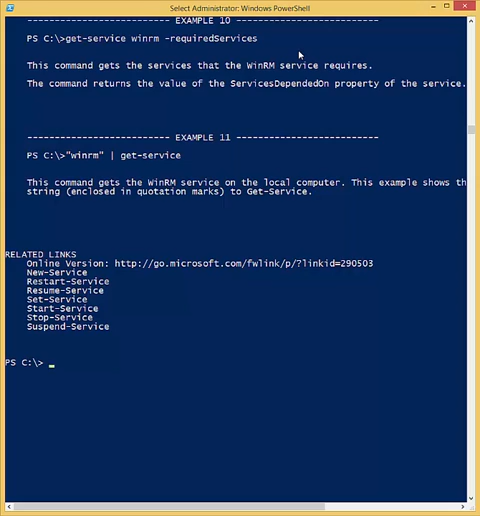 Select Administrator: Windows PowerShell
-------------------------- EXAMPLE 10 --------------------------
PS C:\>get-service winrm -requiredServices
This command gets the services that the WinRM service requires.
The command returns the value of the ServicesDependedOn property of the service.
-------------------------- EXAMPLE 11 --------------------------
PS C:\>"winrm" | get-service
This command gets the WinRM service on the local computer. This example shows th
string (enclosed in quotation marks) to Get-Service.
RELATED LINKS
Online Version: http://go.microsoft.com/fwlink/p/?linkid=290503
New-Service
Restart-Service
Resume-Service
Set-Service
Start-Service
Stop-Service
Suspend-Service
PS C:\>